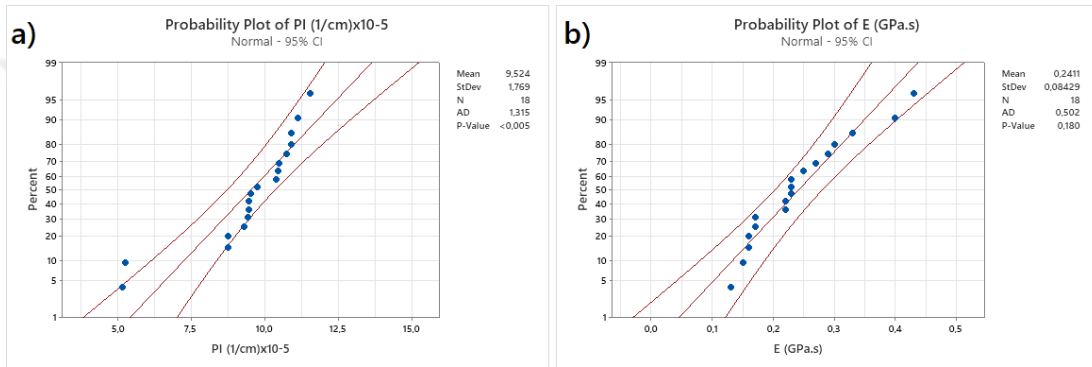 a)
Probability Plot of PI (1/cm)x10-5
Normal - 95% CI
99
95
90
80
70
60
50
40
30
20
10
5
1
Percent
5,0 7,5 10,0 12,5 15,0
PI (1/cm)x10-5
Mean 9,524
StDev 1,769
N 18
AD 1,315
P-Value <0,005
b)
Probability Plot of E (GPa.s)
Normal - 95% CI
99
95
90
80
70
60
50
40
30
20
10
5
1
Percent
0,0 0,1 0,2 0,3 0,4 0,5
E (GPa.s)
Mean 0,2411
StDev 0,08429
N 18
AD 0,502
P-Value 0,180